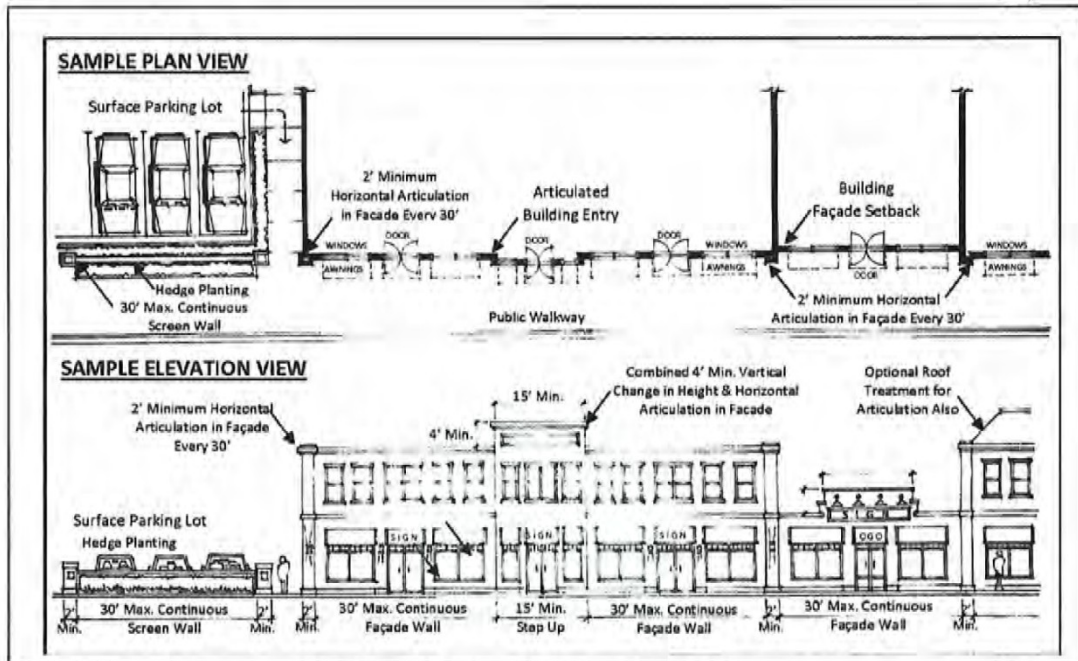 SAMPLE PLAN VIEW
Surface Parking Lot
2' Minimum
Horizontal Articulation
in Facade Every 30'
Articulated
Building Entry
Building
Façade Setback
DOOR
DOOR
DOOR
WINDOWS
WINDOWS
WINDOWS
AWNINGS
AWNINGS
DOOR
AWNINGS
Hedge Planting
30' Max. Continuous
Screen Wall
Public Walkway
2' Minimum Horizontal
Articulation in Façade Every 30'
SAMPLE ELEVATION VIEW
2' Minimum Horizontal
Articulation in Façade
Every 30'
15' Min.
4' Min.
Combined 4' Min. Vertical
Change in Height & Horizontal
Articulation in Facade
Optional Roof
Treatment for
Articulation Also
Surface Parking Lot
Hedge Planting
SIGN
SIGN
SIGN
SIG
OGO
2'
Min.
30' Max. Continuous
Screen Wall
2'
Min.
2'
Min.
30' Max. Continuous
Façade Wall
15' Min.
Step Up
30' Max. Continuous
Façade Wall
2'
Min.
30' Max. Continuous
Façade Wall
2'
Min.